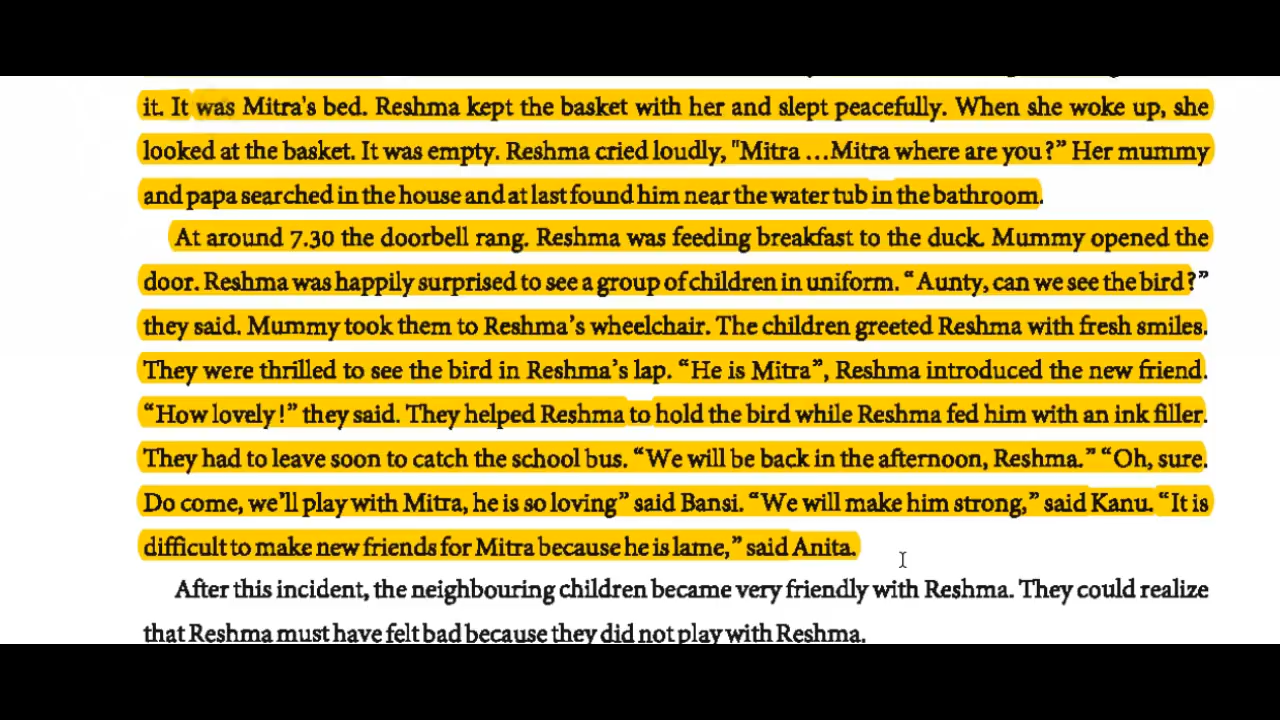 it. It was Mitra's bed. Reshma kept the basket with her and slept peacefully. When she woke up, she
looked at the basket. It was empty. Reshma cried loudly, "Mitra ...Mitra where are you?” Her mummy
and papa searched in the house and at last found him near the water tub in the bathroom.
At around 7.30 the doorbell rang. Reshma was feeding breakfast to the duck. Mummy opened the
door. Reshma was happily surprised to see a group of children in uniform. “Aunty, can we see the bird?”
they said. Mummy took them to Reshma’s wheelchair. The children greeted Reshma with fresh smiles.
They were thrilled to see the bird in Reshma’s lap. “He is Mitra”, Reshma introduced the new friend.
“How lovely!” they said. They helped Reshma to hold the bird while Reshma fed him with an ink filler.
They had to leave soon to catch the school bus. “We will be back in the afternoon, Reshma.” “Oh, sure.
Do come, we’ll play with Mitra, he is so loving” said Bansi. “We will make him strong,” said Kanu. “It is
difficult to make new friends for Mitra because he is lame,” said Anita.
After this incident, the neighbouring children became very friendly with Reshma. They could realize
that Reshma must have felt bad because they did not play with Reshma.